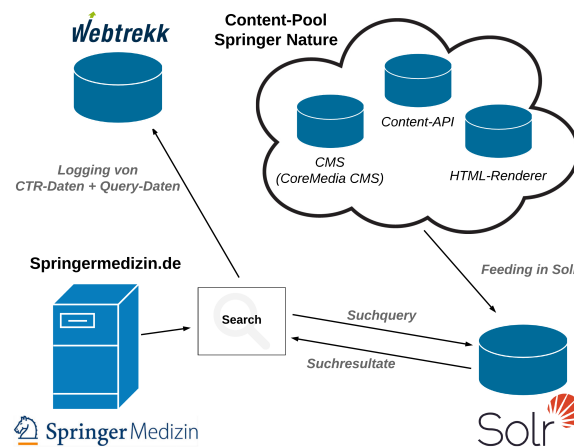 Webtrekk
Content-Pool
Springer Nature
Content-API
CMS
(CoreMedia CMS)
HTML-Renderer
Logging von
CTR-Daten + Query-Daten
Springermedizin.de
Feeding in Solr
Search
Suchquery
Suchresultate
Springer Medizin
Solr